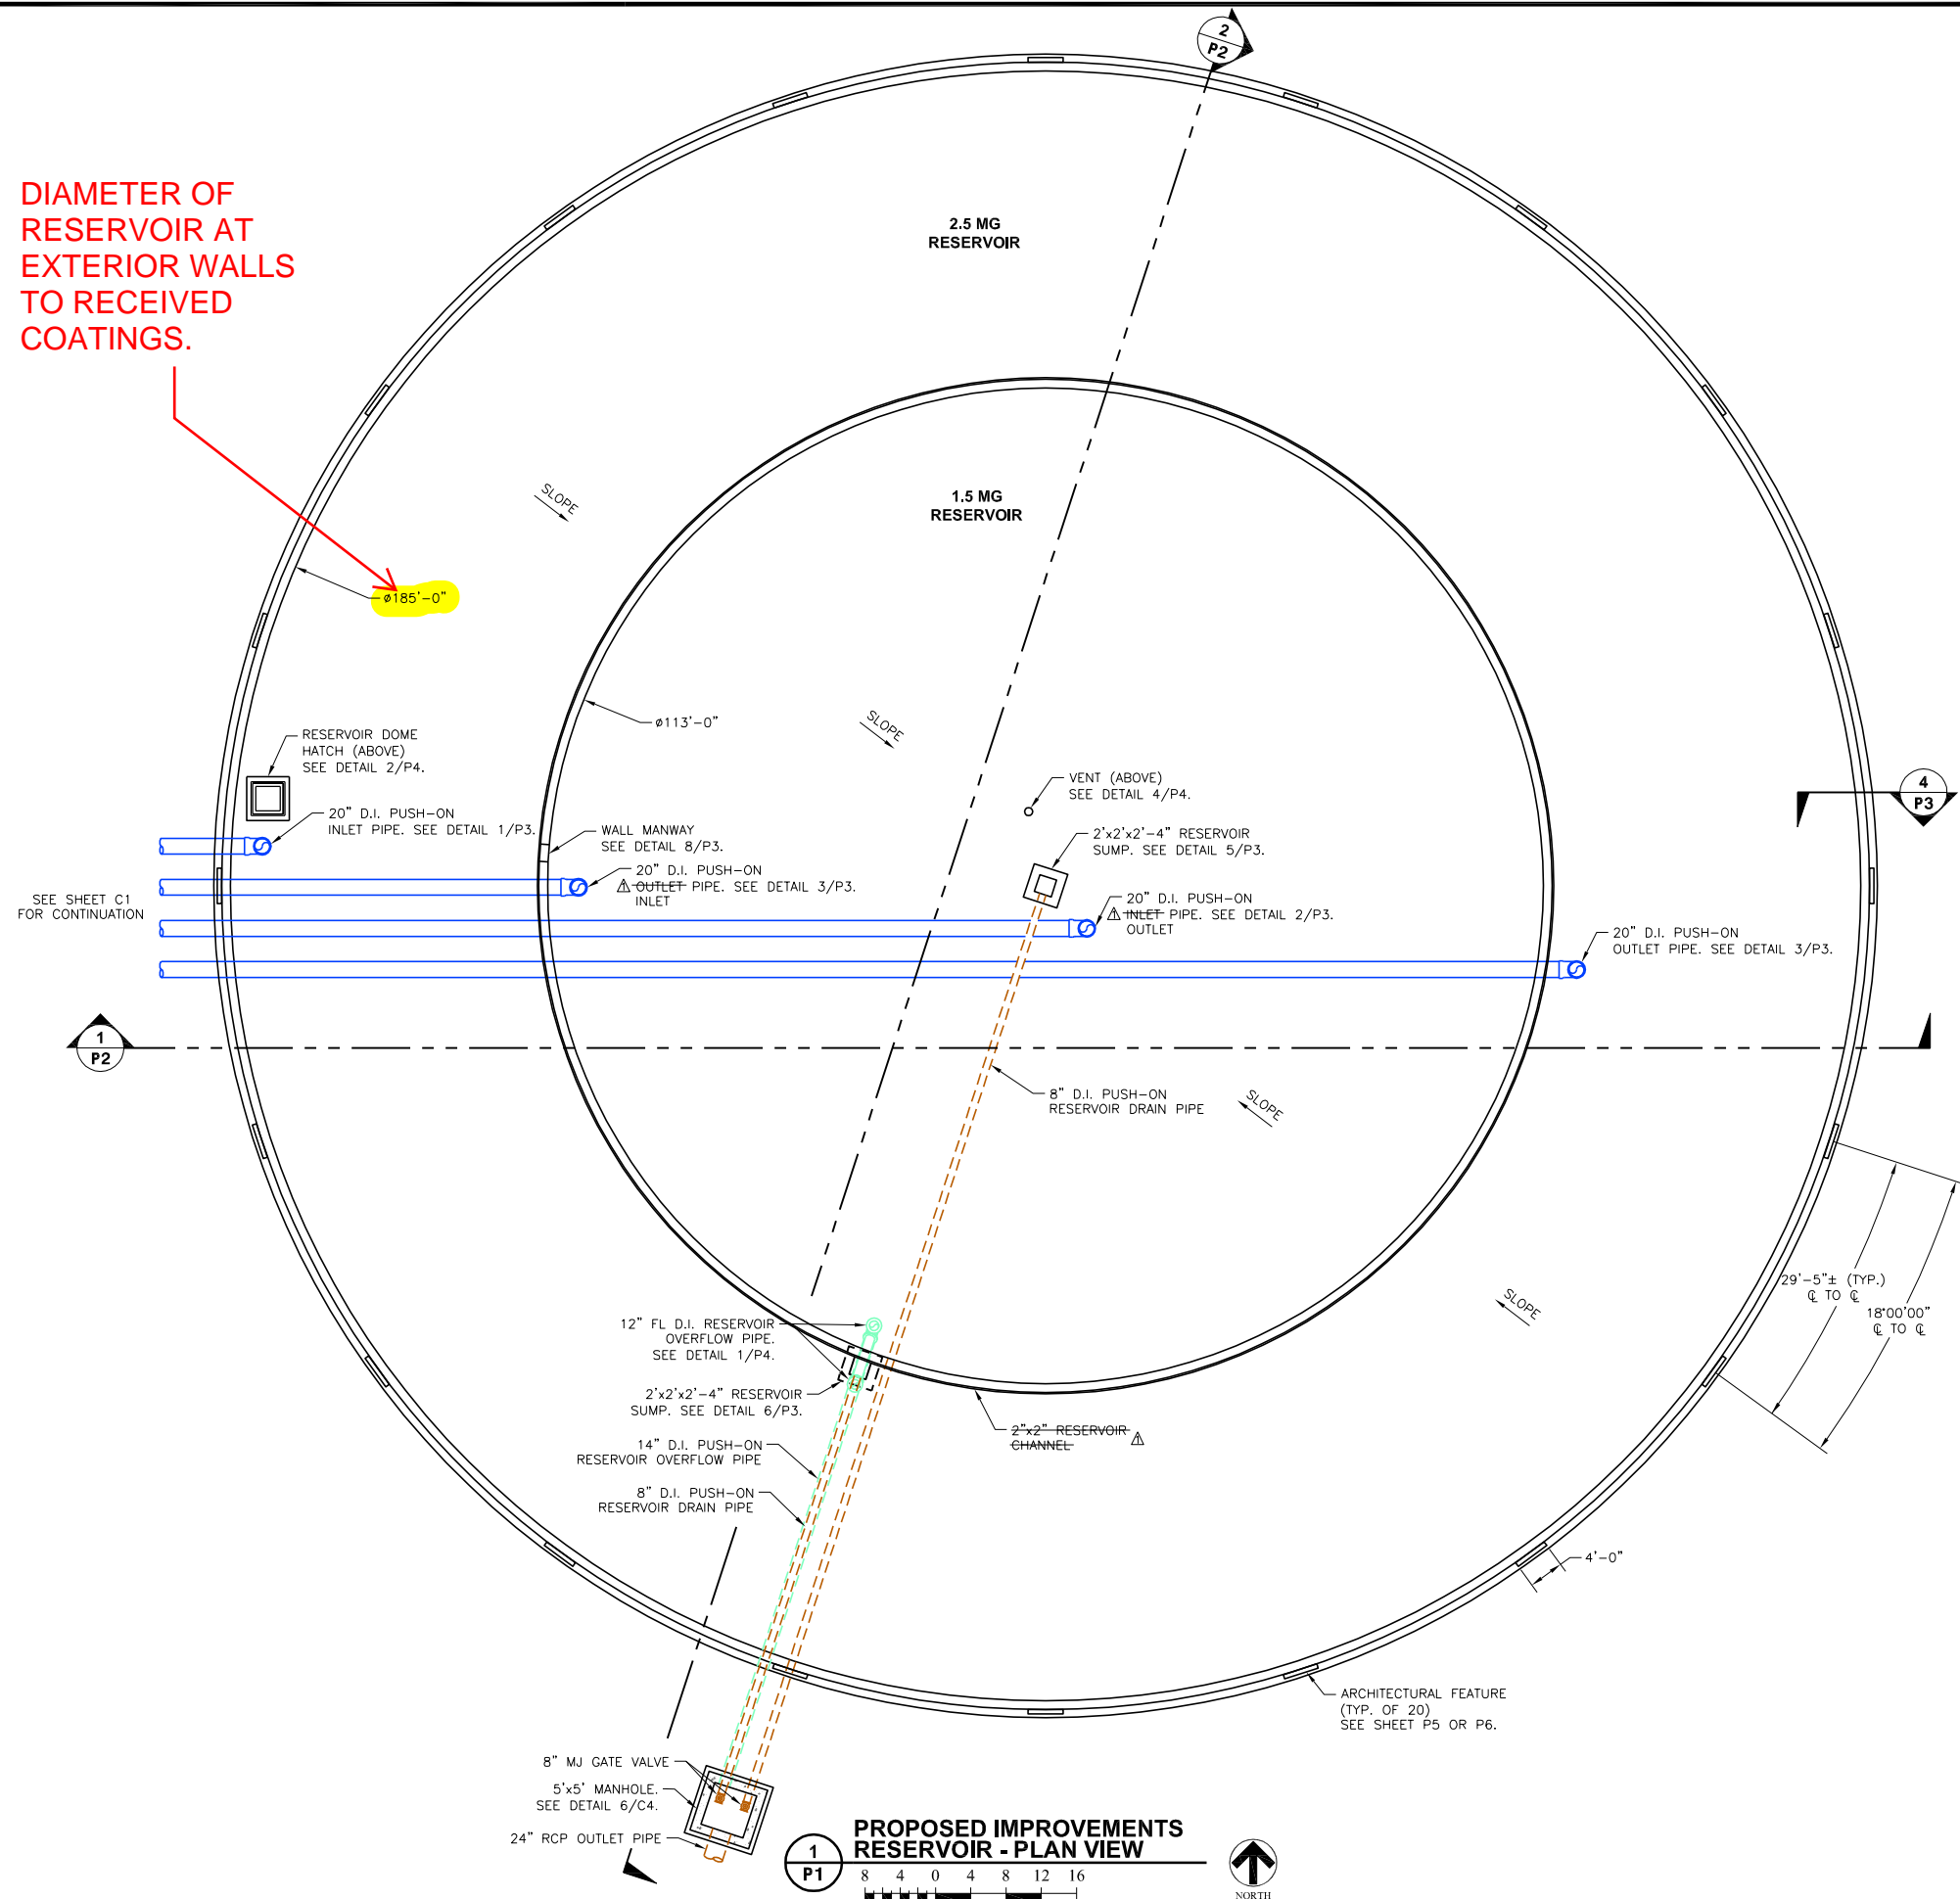 2
P2
DIAMETER OF
RESERVOIR AT
EXTERIOR WALLS
TO RECEIVED
COATINGS.
2.5 MG
RESERVOIR
1.5 MG
RESERVOIR
SLOPE
ø185'-0"
ø113'-0"
SLOPE
RESERVOIR DOME
HATCH (ABOVE)
SEE DETAIL 2/P4.
VENT (ABOVE)
SEE DETAIL 4/P4.
4
P3
20" D.I. PUSH-ON
INLET PIPE. SEE DETAIL 1/P3.
WALL MANWAY
SEE DETAIL 8/P3.
2'x2'x2'-4" RESERVOIR
SUMP. SEE DETAIL 5/P3.
20" D.I. PUSH-ON
1 OUTLET PIPE. SEE DETAIL 3/P3.
INLET
SEE SHEET C1
FOR CONTINUATION
20" D.I. PUSH-ON
1 INLET PIPE. SEE DETAIL 2/P3.
OUTLET
20" D.I. PUSH-ON
OUTLET PIPE. SEE DETAIL 3/P3.
1
P2
8" D.I. PUSH-ON
RESERVOIR DRAIN PIPE
SLOPE
SLOPE
29'-5"± (TYP.)
℄ TO ℄
18°00'00"
℄ TO ℄
12" FL D.I. RESERVOIR
OVERFLOW PIPE.
SEE DETAIL 1/P4.
2'x2'x2'-4" RESERVOIR
SUMP. SEE DETAIL 6/P3.
2"x2" RESERVOIR
CHANNEL 1
14" D.I. PUSH-ON
RESERVOIR OVERFLOW PIPE
8" D.I. PUSH-ON
RESERVOIR DRAIN PIPE
4'-0"
ARCHITECTURAL FEATURE
(TYP. OF 20)
SEE SHEET P5 OR P6.
8" MJ GATE VALVE
5'x5' MANHOLE.
SEE DETAIL 6/C4.
24" RCP OUTLET PIPE
1
P1
PROPOSED IMPROVEMENTS
RESERVOIR - PLAN VIEW
8 4 0 4 8 12 16
NORTH